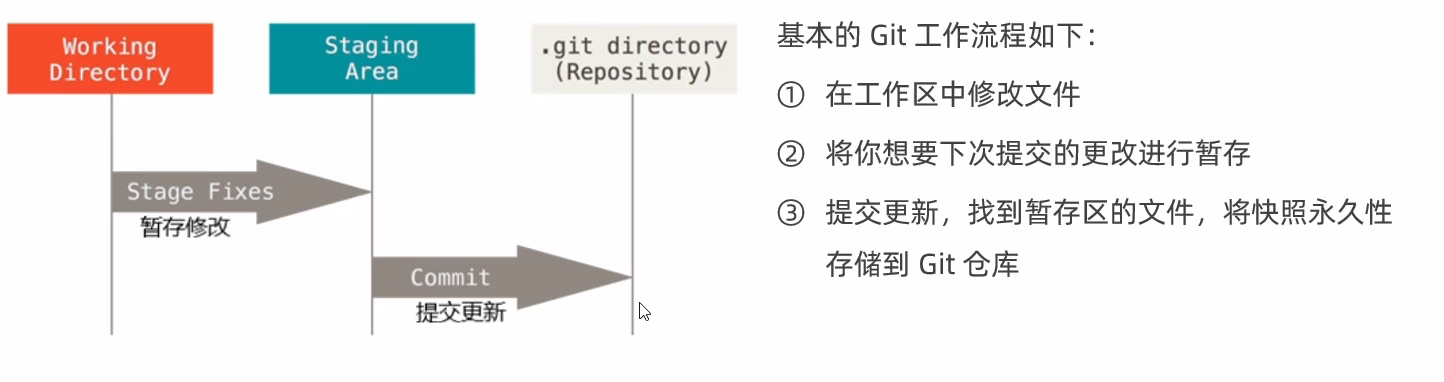 Working
Directory
Staging
Area
.git directory
(Repository)
Stage Fixes
暂存修改
Commit
提交更新
基本的 Git 工作流程如下：
① 在工作区中修改文件
② 将你想要下次提交的更改进行暂存
③ 提交更新，找到暂存区的文件，将快照永久性
存储到 Git 仓库